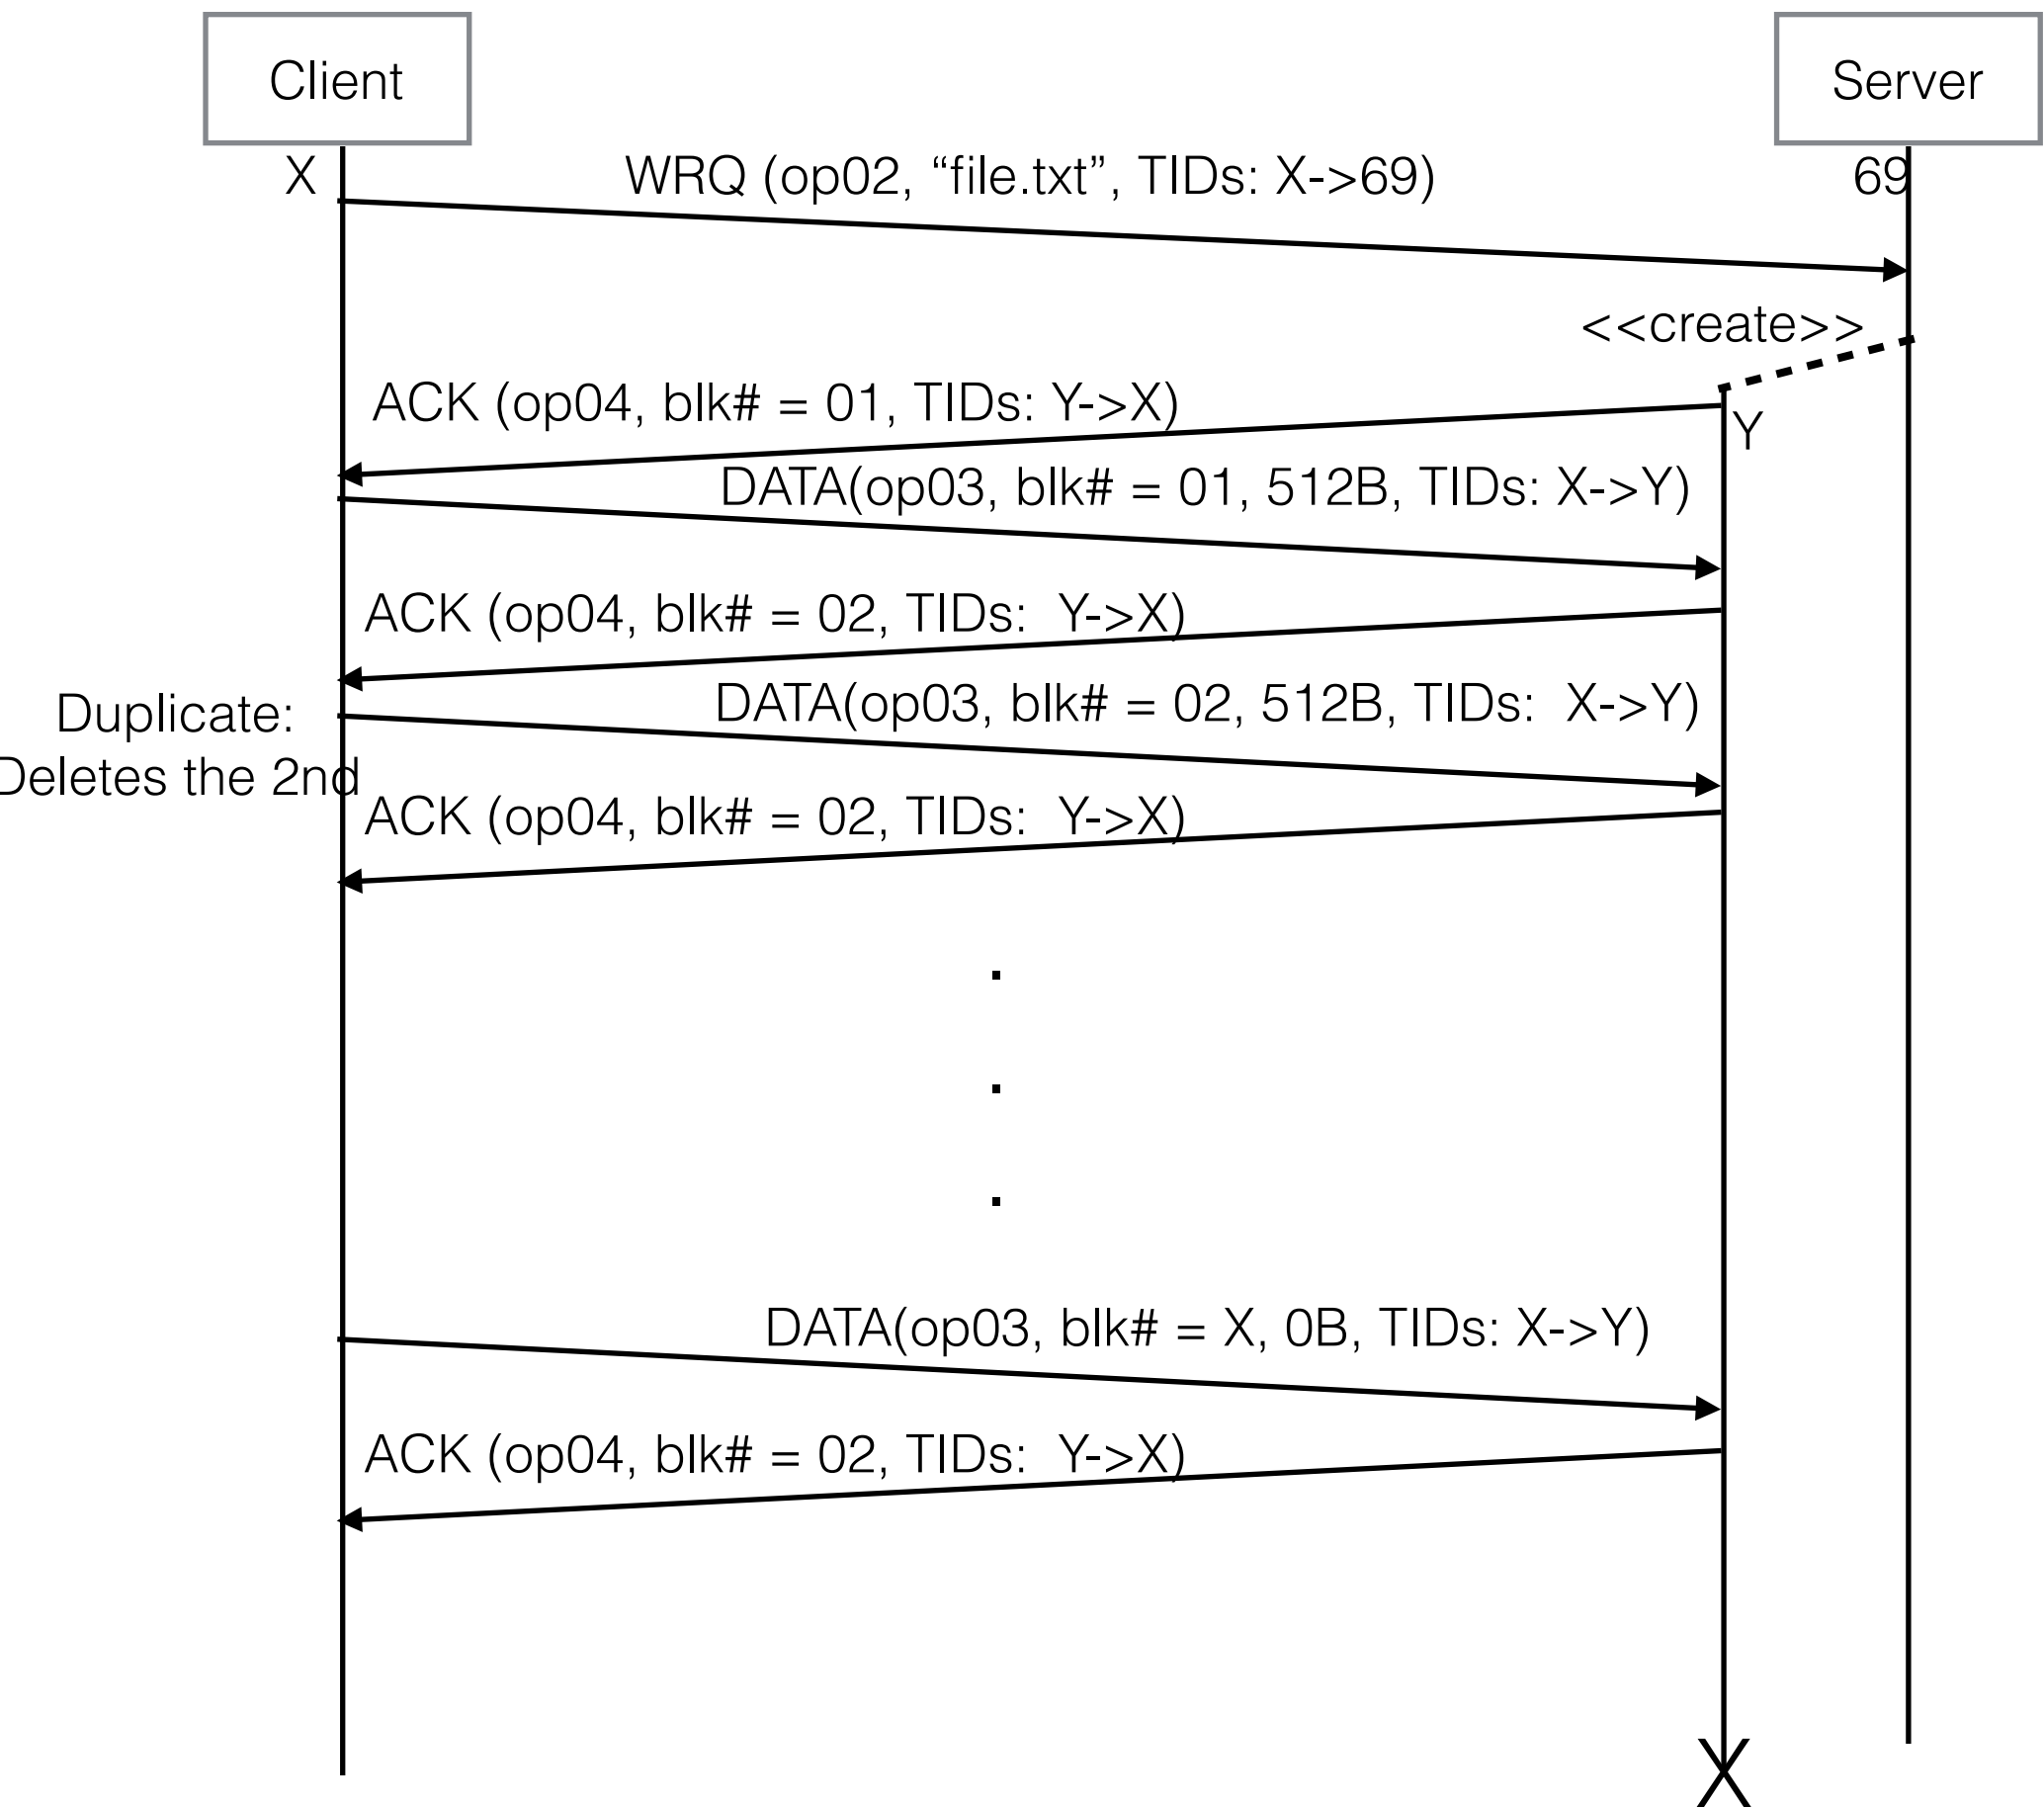 Client
Server
X
WRQ (op02, “file.txt”, TIDs: X->69)
69
<<create>>
ACK (op04, blk# = 01, TIDs: Y->X)
Y
DATA(op03, blk# = 01, 512B, TIDs: X->Y)
ACK (op04, blk# = 02, TIDs: Y->X)
DATA(op03, blk# = 02, 512B, TIDs: X->Y)
Duplicate:
Deletes the 2nd
ACK (op04, blk# = 02, TIDs: Y->X)
.
.
.
DATA(op03, blk# = X, 0B, TIDs: X->Y)
ACK (op04, blk# = 02, TIDs: Y->X)
X